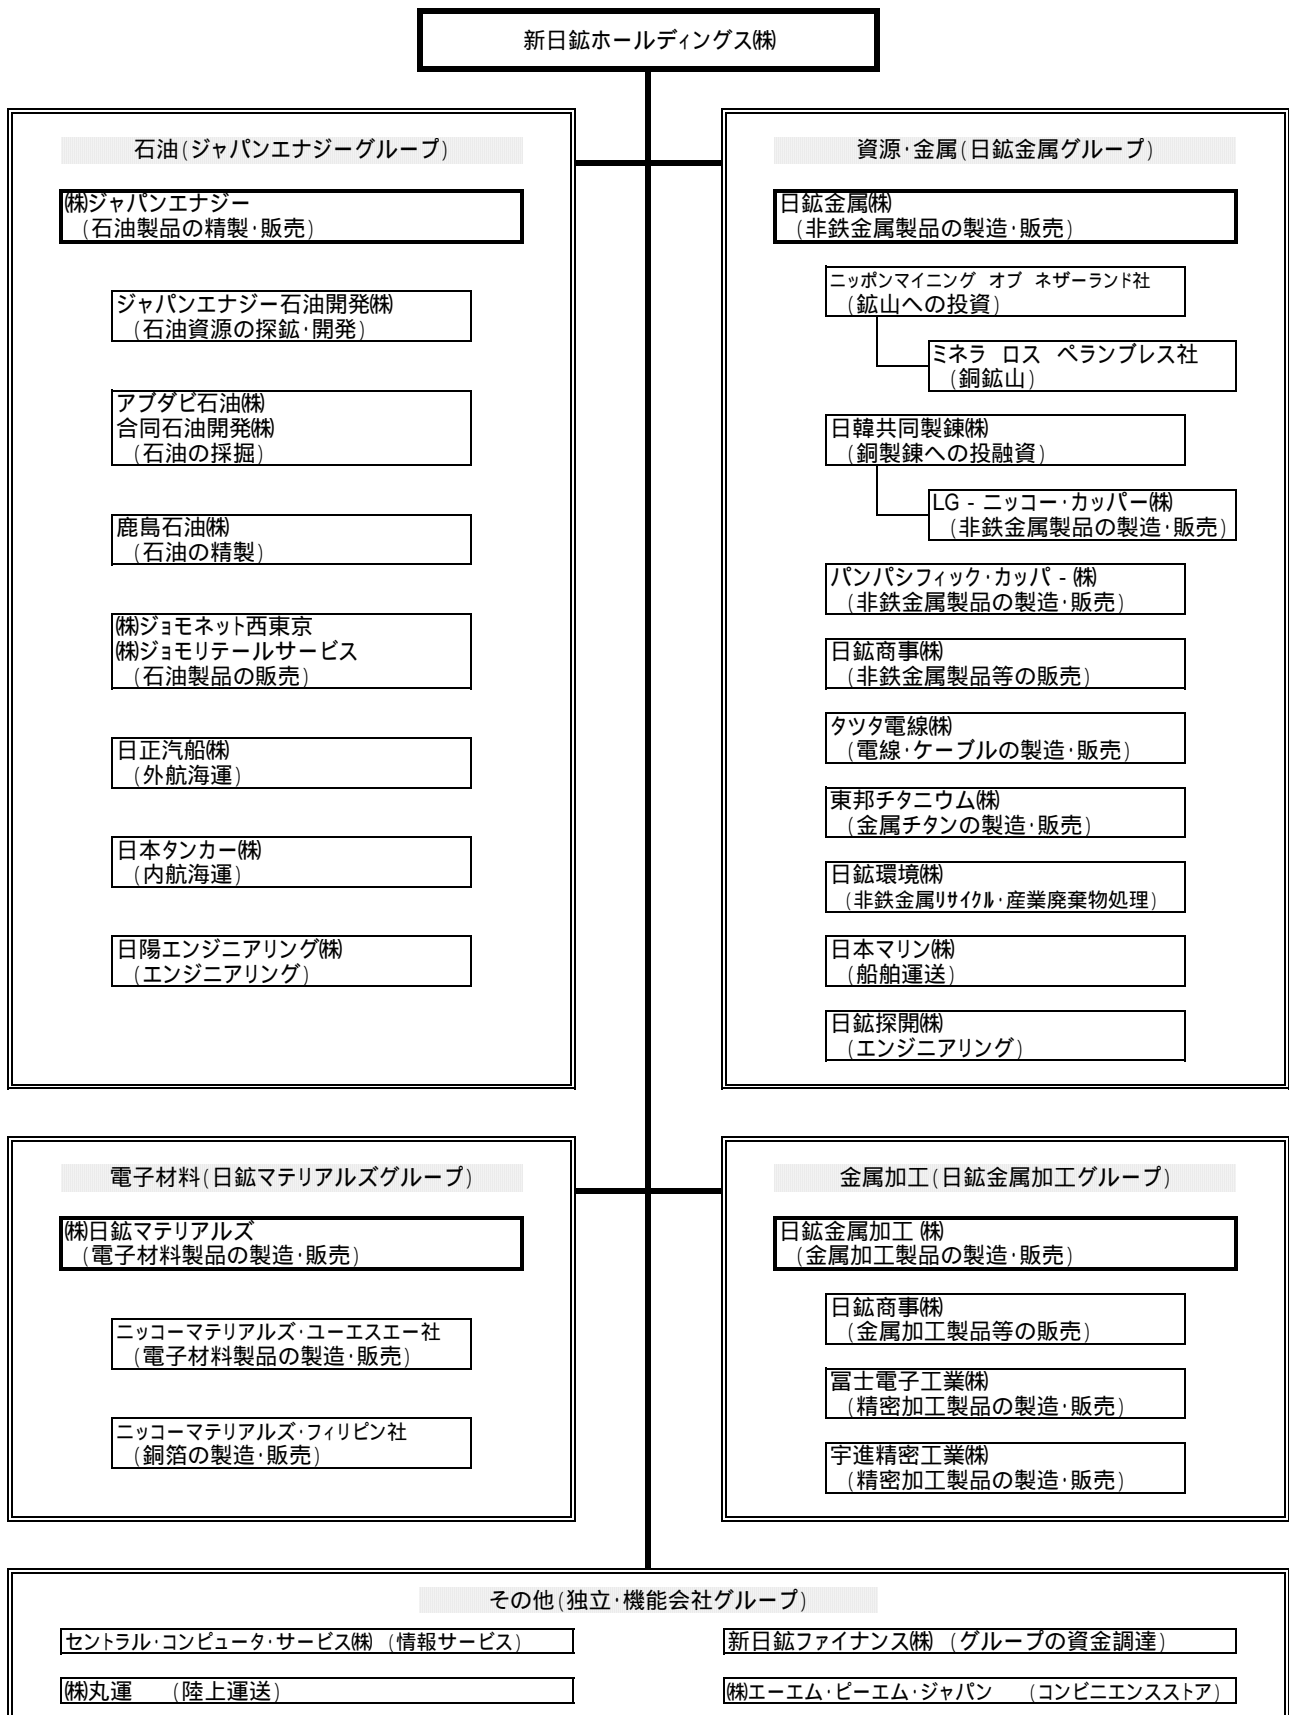 新日鉱ホールディングス㈱
石油(ジャパンエナジーグループ)
㈱ジャパンエナジー
(石油製品の精製・販売)
ジャパンエナジー石油開発㈱
(石油資源の探鉱・開発)
アブダビ石油㈱
合同石油開発㈱
(石油の採掘)
鹿島石油㈱
(石油の精製)
㈱ジョモネット西東京
㈱ジョモリテールサービス
(石油製品の販売)
日正汽船㈱
(外航海運)
日本タンカー㈱
(内航海運)
日陽エンジニアリング㈱
(エンジニアリング)
資源・金属(日鉱金属グループ)
日鉱金属㈱
(非鉄金属製品の製造・販売)
ニッポンマイニング オブ ネザーランド社
(鉱山への投資)
ミネラ ロス ペランブレス社
(銅鉱山)
日韓共同製錬㈱
(銅製錬への投融資)
LG - ニッコー・カッパー㈱
(非鉄金属製品の製造・販売)
パンパシフィック・カッパ - ㈱
(非鉄金属製品の製造・販売)
日鉱商事㈱
(非鉄金属製品等の販売)
タツタ電線㈱
(電線・ケーブルの製造・販売)
東邦チタニウム㈱
(金属チタンの製造・販売)
日鉱環境㈱
(非鉄金属ﾘｻｲｸﾙ・産業廃棄物処理)
日本マリン㈱
(船舶運送)
日鉱探開㈱
(エンジニアリング)
電子材料(日鉱マテリアルズグループ)
㈱日鉱マテリアルズ
(電子材料製品の製造・販売)
ニッコーマテリアルズ・ユーエスエー社
(電子材料製品の製造・販売)
ニッコーマテリアルズ・フィリピン社
(銅箔の製造・販売)
金属加工(日鉱金属加工グループ)
日鉱金属加工㈱
(金属加工製品の製造・販売)
日鉱商事㈱
(金属加工製品等の販売)
冨士電子工業㈱
(精密加工製品の製造・販売)
宇進精密工業㈱
(精密加工製品の製造・販売)
その他(独立・機能会社グループ)
セントラル・コンピュータ・サービス㈱ (情報サービス)
新日鉱ファイナンス㈱ (グループの資金調達)
㈱丸運 (陸上運送)
㈱エーエム・ピーエム・ジャパン (コンビニエンスストア)